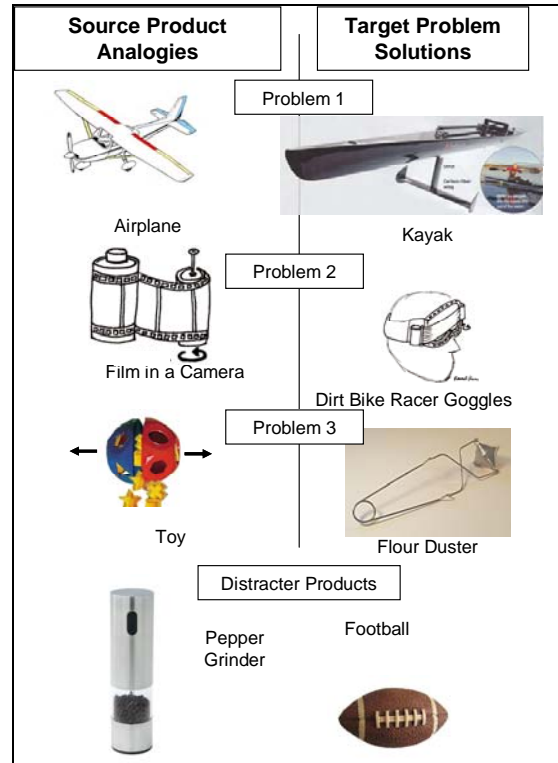 Source Product
Analogies
Target Problem
Solutions
Problem 1
Airplane
Kayak
Problem 2
Film in a Camera
Dirt Bike Racer Goggles
Problem 3
Toy
Flour Duster
Distracter Products
Pepper
Grinder
Football